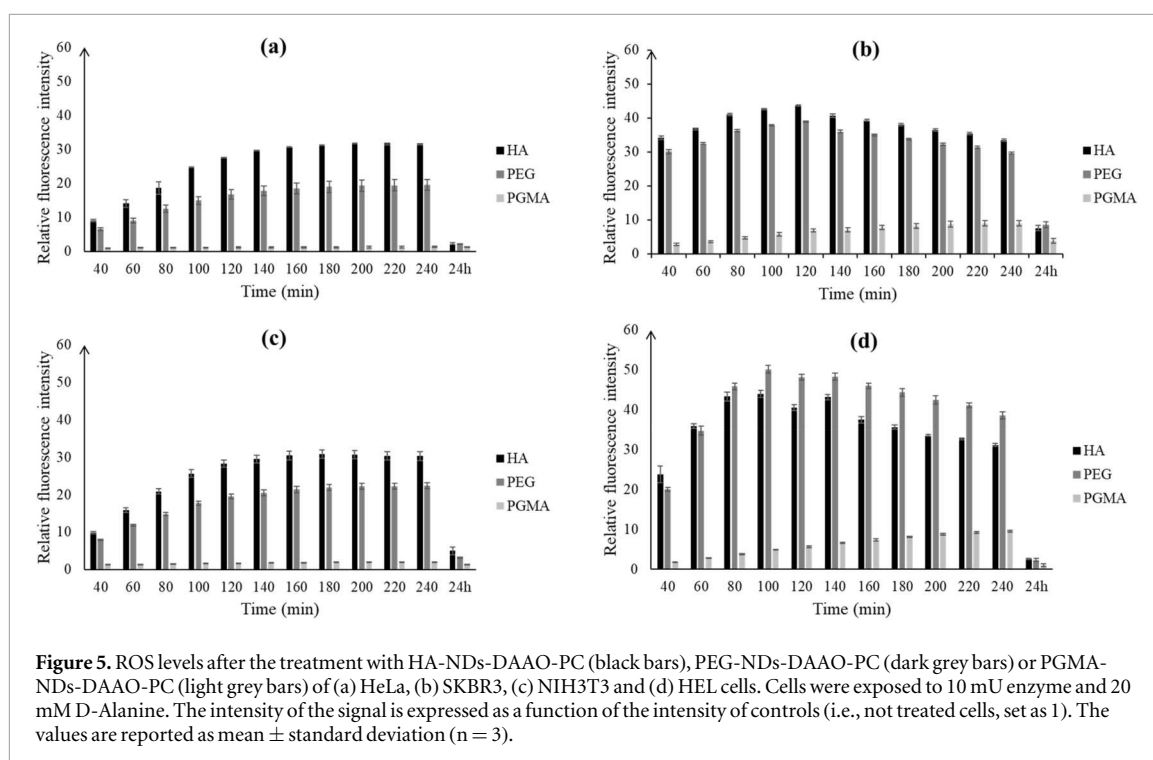 (a)
Relative fluorescence intensity
60
50
40
30
20
10
0
40 60 80 100 120 140 160 180 200 220 240 24h
Time (min)
HA
PEG
PGMA
(b)
Relative fluorescence intensity
60
50
40
30
20
10
0
40 60 80 100 120 140 160 180 200 220 240 24h
Time (min)
HA
PEG
PGMA
(c)
Relative fluorescence intensity
60
50
40
30
20
10
0
40 60 80 100 120 140 160 180 200 220 240 24h
Time (min)
HA
PEG
PGMA
(d)
Relative fluorescence intensity
60
50
40
30
20
10
0
40 60 80 100 120 140 160 180 200 220 240 24h
Time (min)
HA
PEG
PGMA
Figure 5. ROS levels after the treatment with HA-NDs-DAAO-PC (black bars), PEG-NDs-DAAO-PC (dark grey bars) or PGMA-
NDs-DAAO-PC (light grey bars) of (a) HeLa, (b) SKBR3, (c) NIH3T3 and (d) HEL cells. Cells were exposed to 10 mU enzyme and 20
mM D-Alanine. The intensity of the signal is expressed as a function of the intensity of controls (i.e., not treated cells, set as 1). The
values are reported as mean ± standard deviation (n = 3).